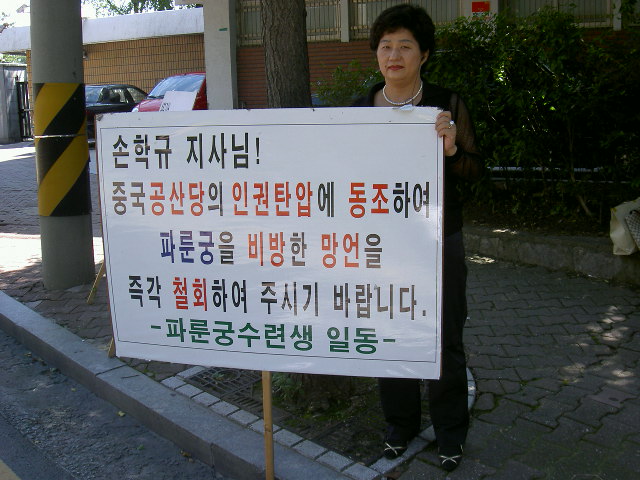 손학규 지사님!
중국공산당의 인권탄압에 동조하여
파룬궁을 비방한 망언을
즉각 철회하여 주시기 바랍니다.
-파룬궁수련생 일동-